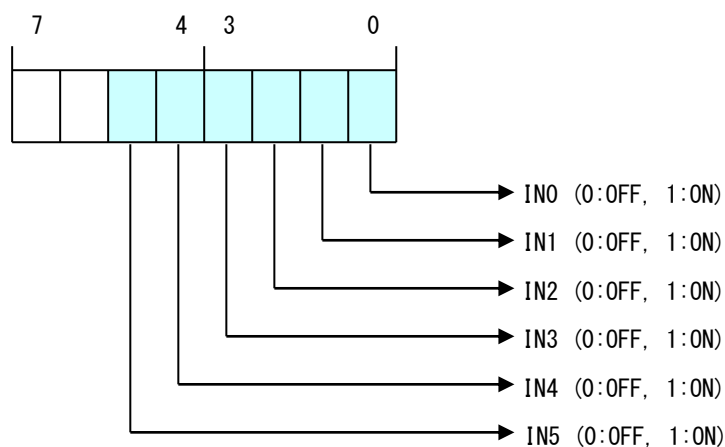 7 4 3 0
IN0 (0:OFF, 1:ON)
IN1 (0:OFF, 1:ON)
IN2 (0:OFF, 1:ON)
IN3 (0:OFF, 1:ON)
IN4 (0:OFF, 1:ON)
IN5 (0:OFF, 1:ON)